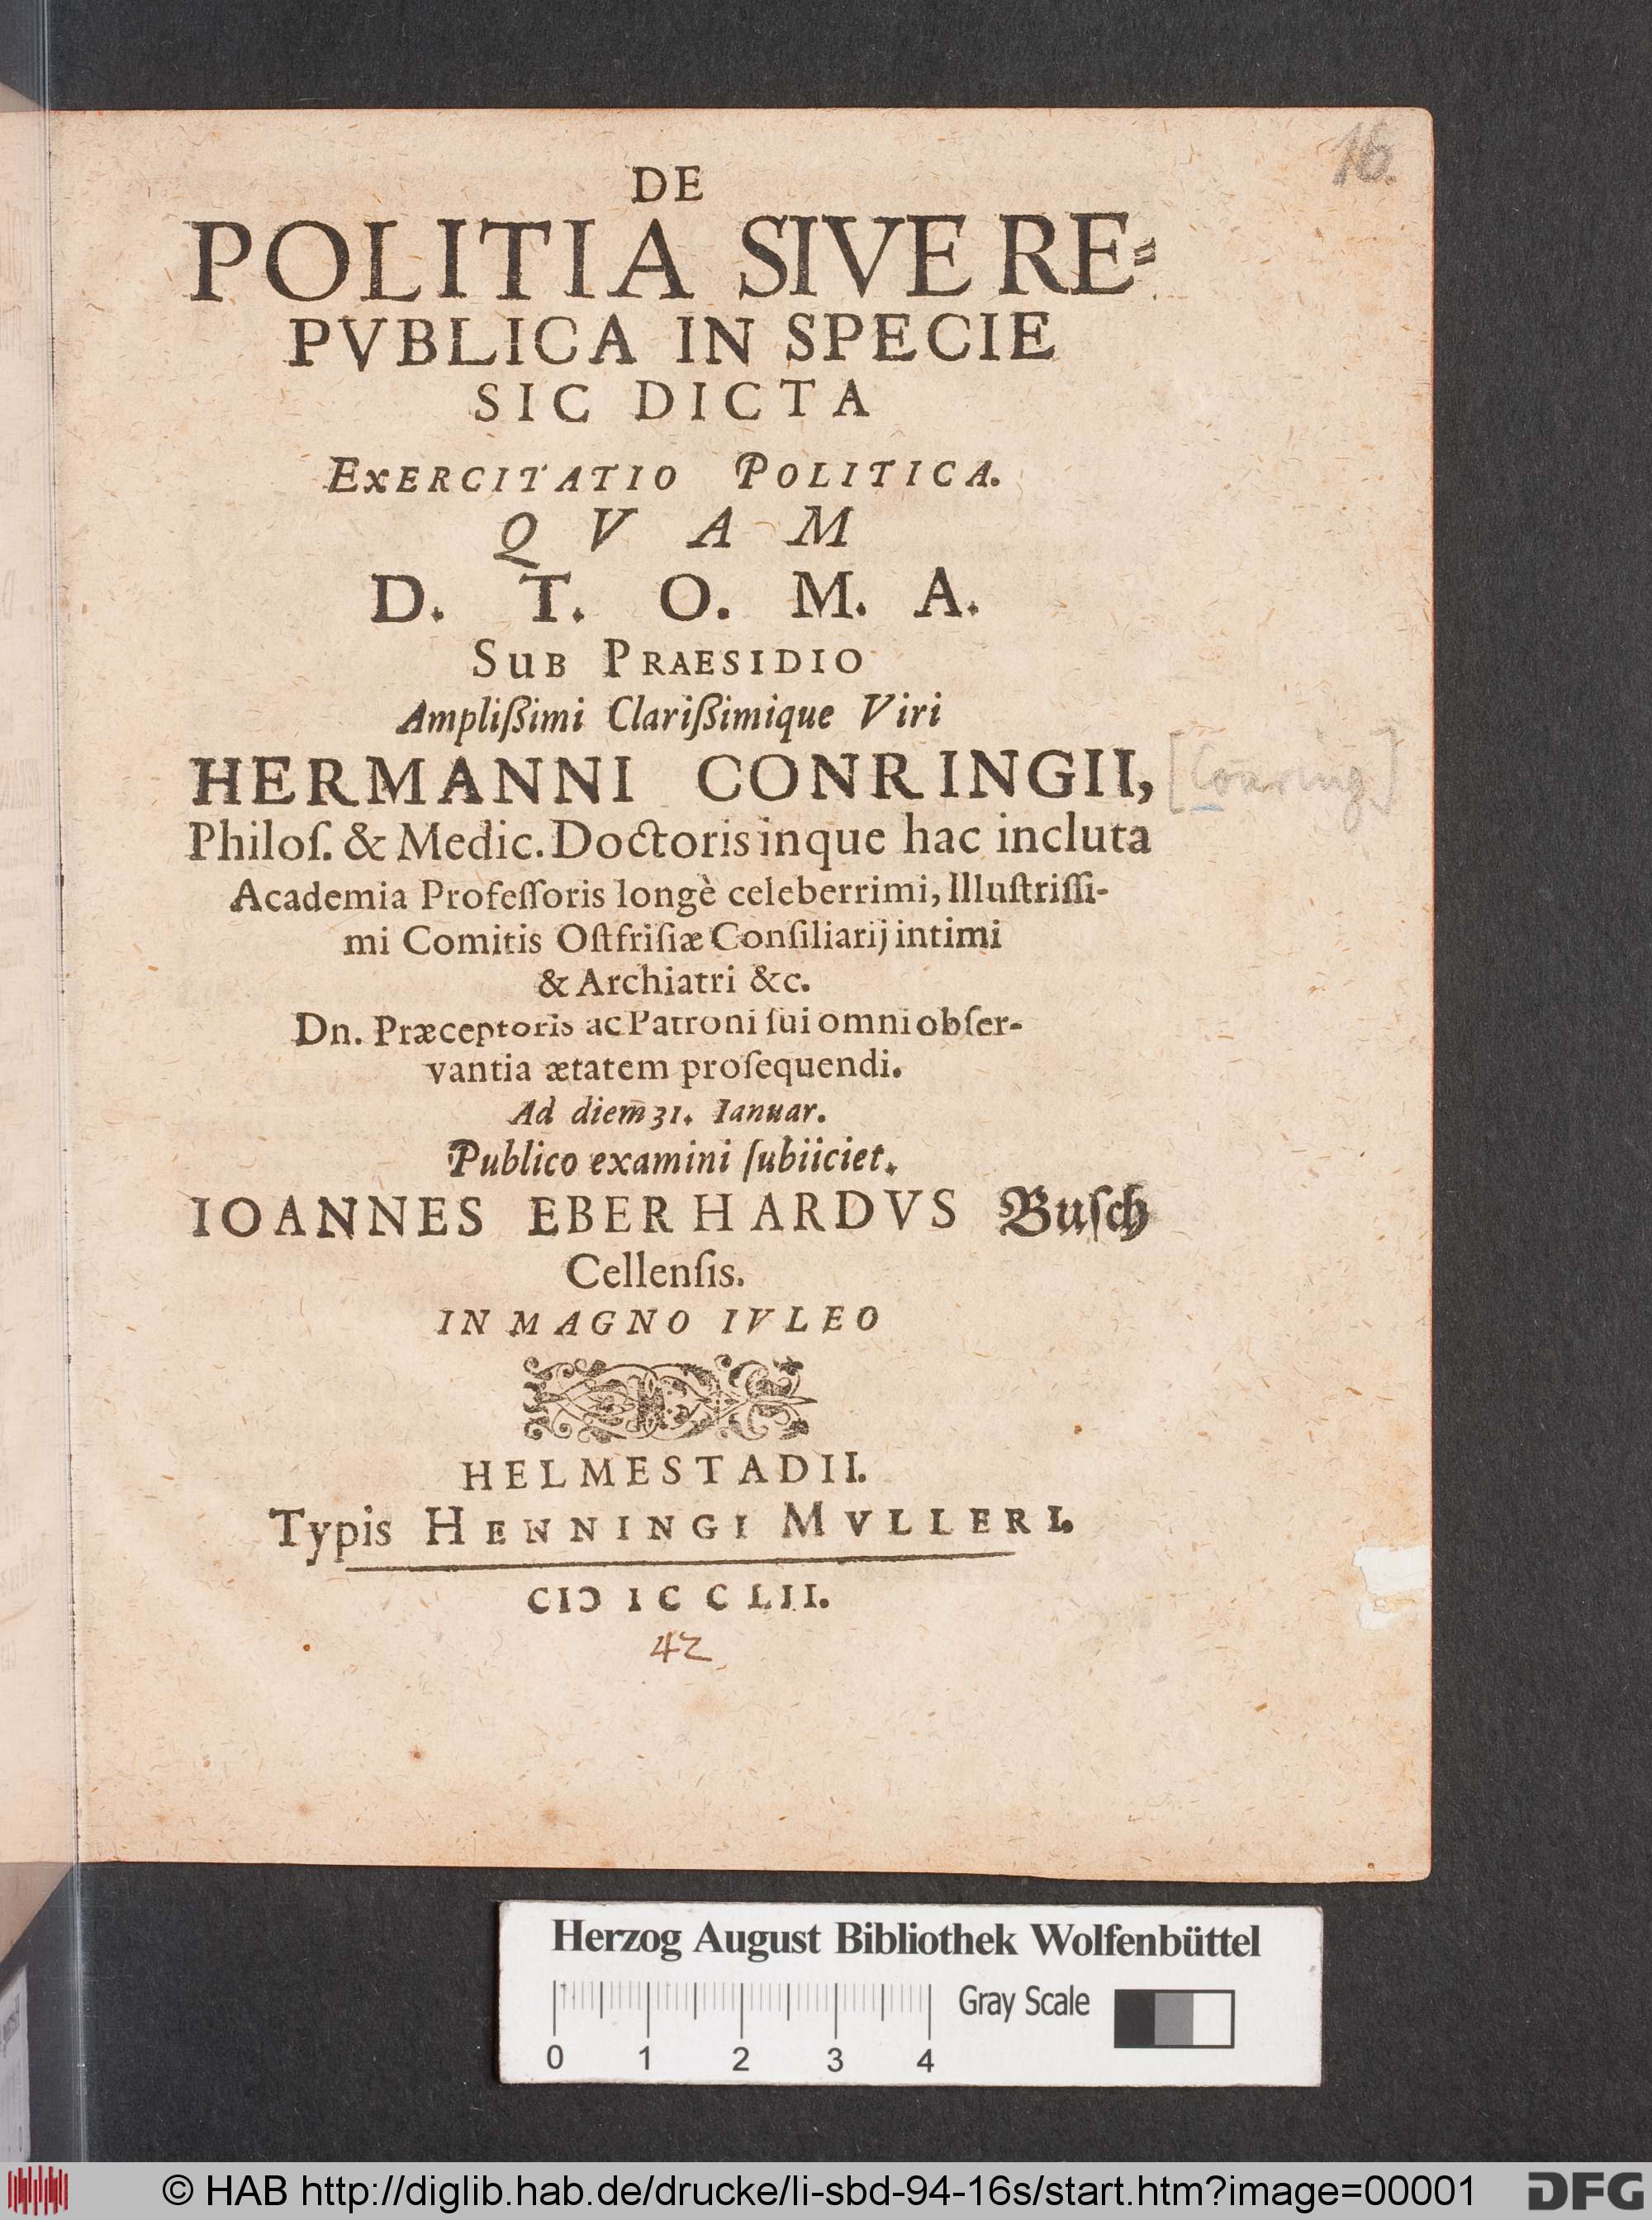 16.
DE
POLITIA SIVE RE⸗
PVBLICA IN SPECIE
SIC DICTA
EXERCITATIO POLITICA.
QVAM
D. T. O. M. A.
SUB PRAESIDIO
Ampliſsimi Clariſsimique Viri
HERMANNI CONRINGII,
[Conring]
Philoſ. & Medic. Doctoris inque hac incluta
Academia Profeſſoris longè celeberrimi, Illuſtriſſi-
mi Comitis Oſtfriſiæ Conſiliarij intimi
& Archiatri &c.
Dn. Præceptoris ac Patroni ſui omni obſer-
vantia ætatem proſequendi.
Ad diem 31. Ianuar.
Publico examini ſubiiciet.
IOANNES EBERHARDVS Buſch
Cellenſis.
IN MAGNO IVLEO
HELMESTADII.
Typis HENNINGI MVLLERI.
CIƆ IC C LII.
42
Herzog August Bibliothek Wolfenbüttel
Gray Scale
0 1 2 3 4
© HAB http://diglib.hab.de/drucke/li-sbd-94-16s/start.htm?image=00001
DFG